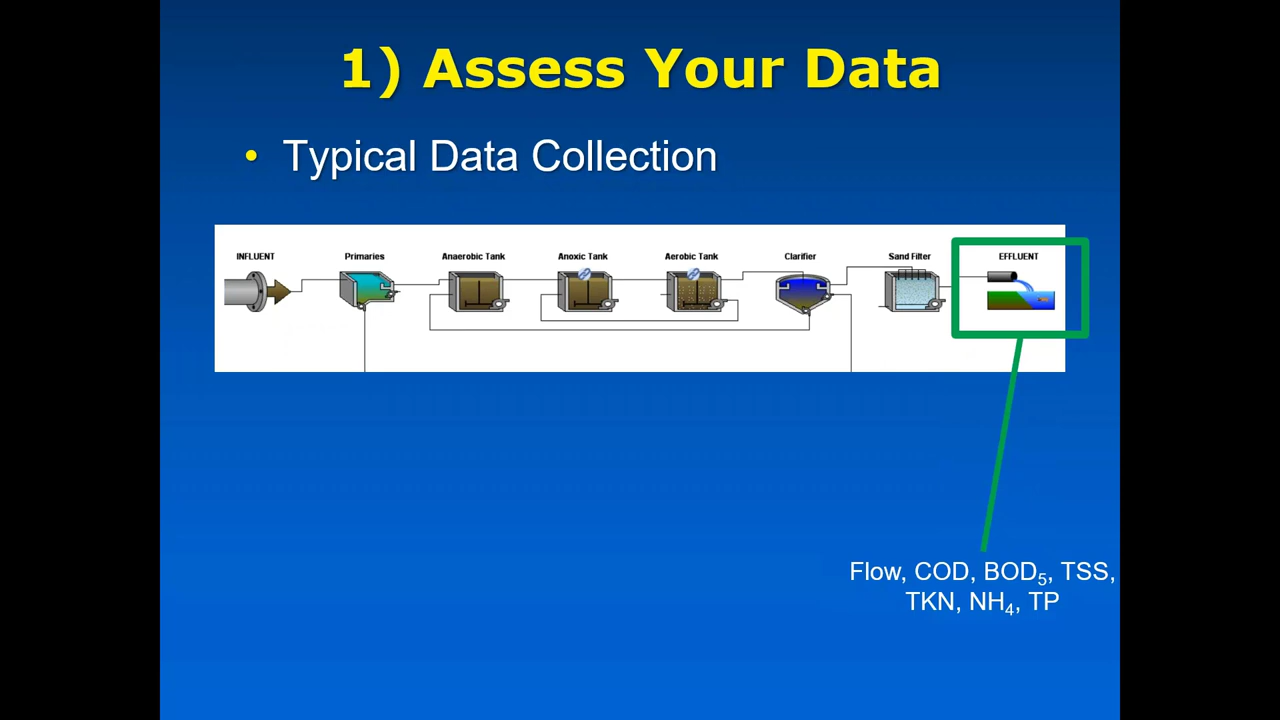 1) Assess Your Data
• Typical Data Collection
INFLUENT Primaries Anaerobic Tank Anoxic Tank Aerobic Tank Clarifier Sand Filter EFFLUENT
Flow, COD, BOD₅, TSS,
TKN, NH₄, TP